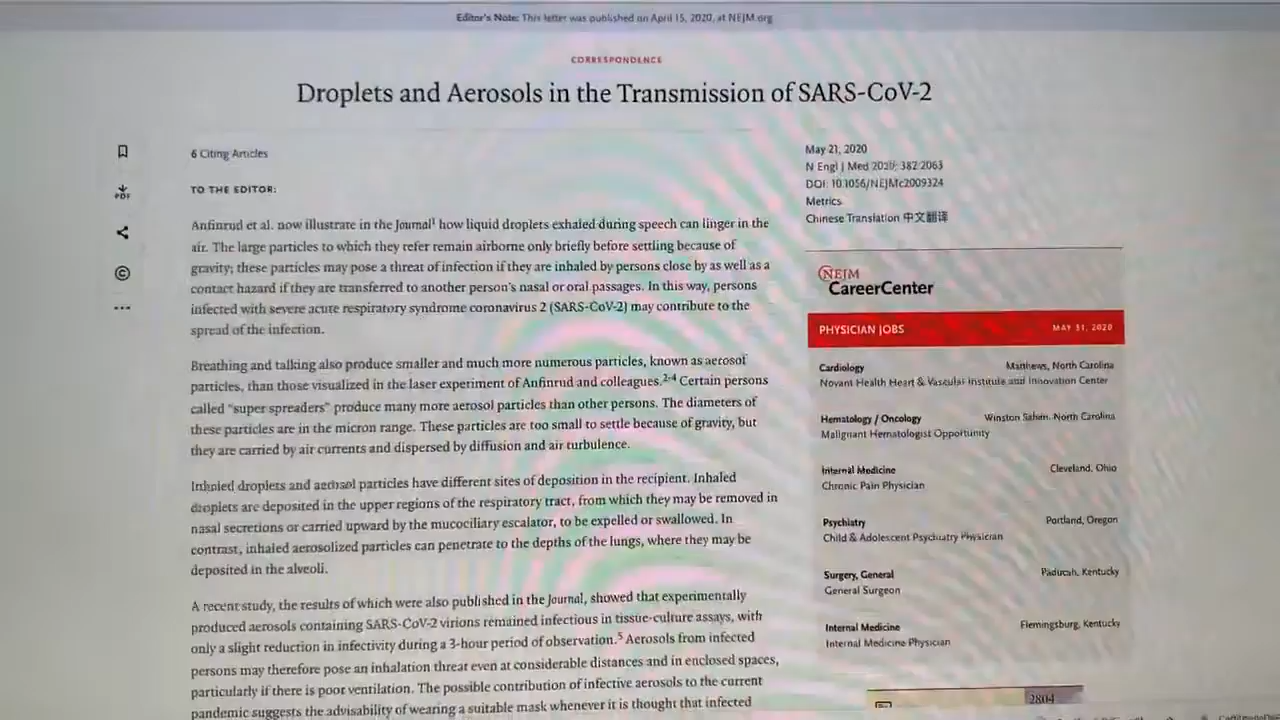 Editor's Note: This letter was published on April 15, 2020, at NEJM.org
CORRESPONDENCE
Droplets and Aerosols in the Transmission of SARS-CoV-2
6 Citing Articles
TO THE EDITOR:
Anfinrud et al. now illustrate in the Journal1 how liquid droplets exhaled during speech can linger in the
air. The large particles to which they refer remain airborne only briefly before settling because of
gravity; these particles may pose a threat of infection if they are inhaled by persons close by as well as a
contact hazard if they are transferred to another person's nasal or oral passages. In this way, persons
infected with severe acute respiratory syndrome coronavirus 2 (SARS-CoV-2) may contribute to the
spread of the infection.
Breathing and talking also produce smaller and much more numerous particles, known as aerosol
particles, than those visualized in the laser experiment of Anfinrud and colleagues.2-4 Certain persons
called "super spreaders" produce many more aerosol particles than other persons. The diameters of
these particles are in the micron range. These particles are too small to settle because of gravity, but
they are carried by air currents and dispersed by diffusion and air turbulence.
Inhaled droplets and aerosol particles have different sites of deposition in the recipient. Inhaled
droplets are deposited in the upper regions of the respiratory tract, from which they may be removed in
nasal secretions or carried upward by the mucociliary escalator, to be expelled or swallowed. In
contrast, inhaled aerosolized particles can penetrate to the depths of the lungs, where they may be
deposited in the alveoli.
A recent study, the results of which were also published in the Journal, showed that experimentally
produced aerosols containing SARS-CoV-2 virions remained infectious in tissue-culture assays, with
only a slight reduction in infectivity during a 3-hour period of observation.5 Aerosols from infected
persons may therefore pose an inhalation threat even at considerable distances and in enclosed spaces,
particularly if there is poor ventilation. The possible contribution of infective aerosols to the current
pandemic suggests the advisability of wearing a suitable mask whenever it is thought that infected
PDF
May 21, 2020
N Engl J Med 2020; 382:2063
DOI: 10.1056/NEJMc2009324
Metrics
Chinese Translation 中文翻译
NEJM
CareerCenter
PHYSICIAN JOBS MAY 31, 2020
Cardiology Matthews, North Carolina
Novant Health Heart & Vascular Institute and Innovation Center
Hematology / Oncology Winston Salem, North Carolina
Malignant Hematologist Opportunity
Internal Medicine Cleveland, Ohio
Chronic Pain Physician
Psychiatry Portland, Oregon
Child & Adolescent Psychiatry Physician
Surgery, General Paducah, Kentucky
General Surgeon
Internal Medicine Flemingsburg, Kentucky
Internal Medicine Physician
2804